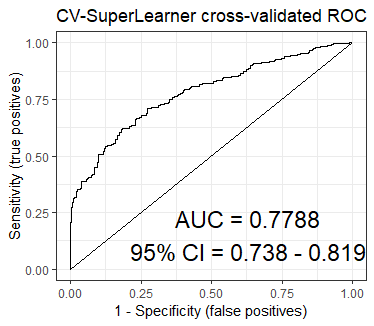 CV-SuperLearner cross-validated ROC
1.00
0.75
0.50
0.25
0.00
Sensitivity (true positives)
AUC = 0.7788
95% CI = 0.738 - 0.819
0.00 0.25 0.50 0.75 1.00
1 - Specificity (false positives)